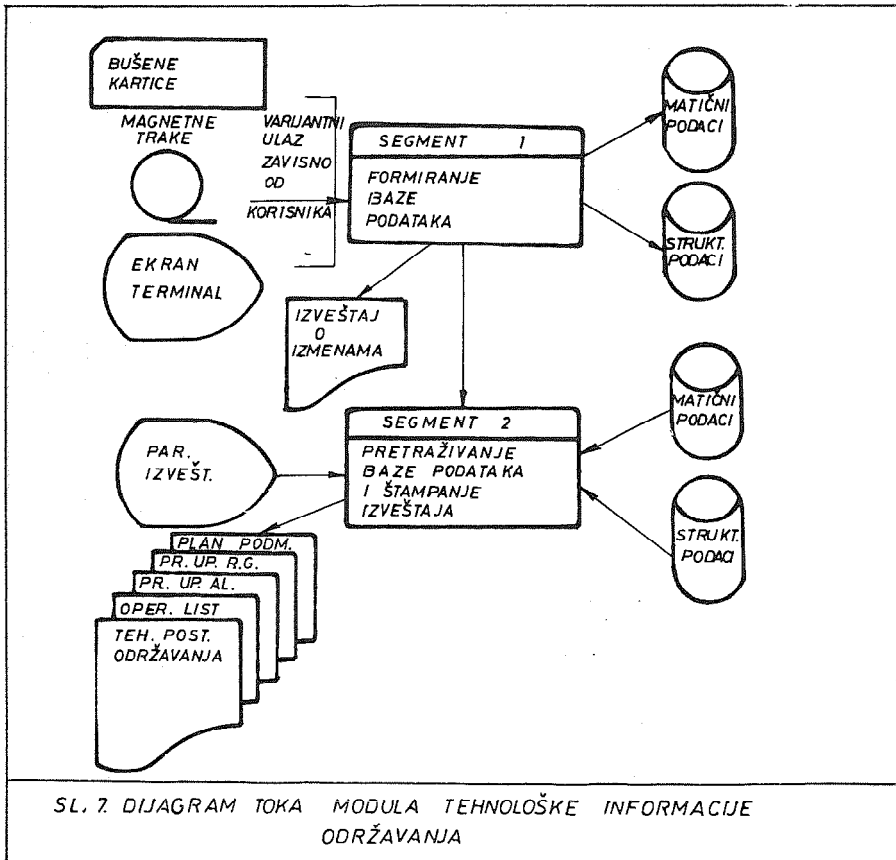 BUŠENE
KARTICE
MAGNETNE
TRAKE
EKRAN
TERMINAL
VARIJANTNI
ULAZ
ZAVISNO
OD
KORISNIKA
SEGMENT 1
FORMIRANJE
BAZE
PODATAKA
MATIČNI
PODACI
STRUKT.
PODACI
IZVEŠTAJ
O
IZMENAMA
SEGMENT 2
PRETRAŽIVANJE
BAZE PODATAKA
I ŠTAMPANJE
IZVEŠTAJA
MATIČNI
PODACI
STRUKT.
PODACI
PAR.
IZVEŠT.
PLAN PODM.
PR. UP. R.G.
PR. UP. AL.
OPER. LIST
TEH. POST.
ODRŽAVANJA
SL. 7. DIJAGRAM TOKA MODULA TEHNOLOŠKE INFORMACIJE
ODRŽAVANJA